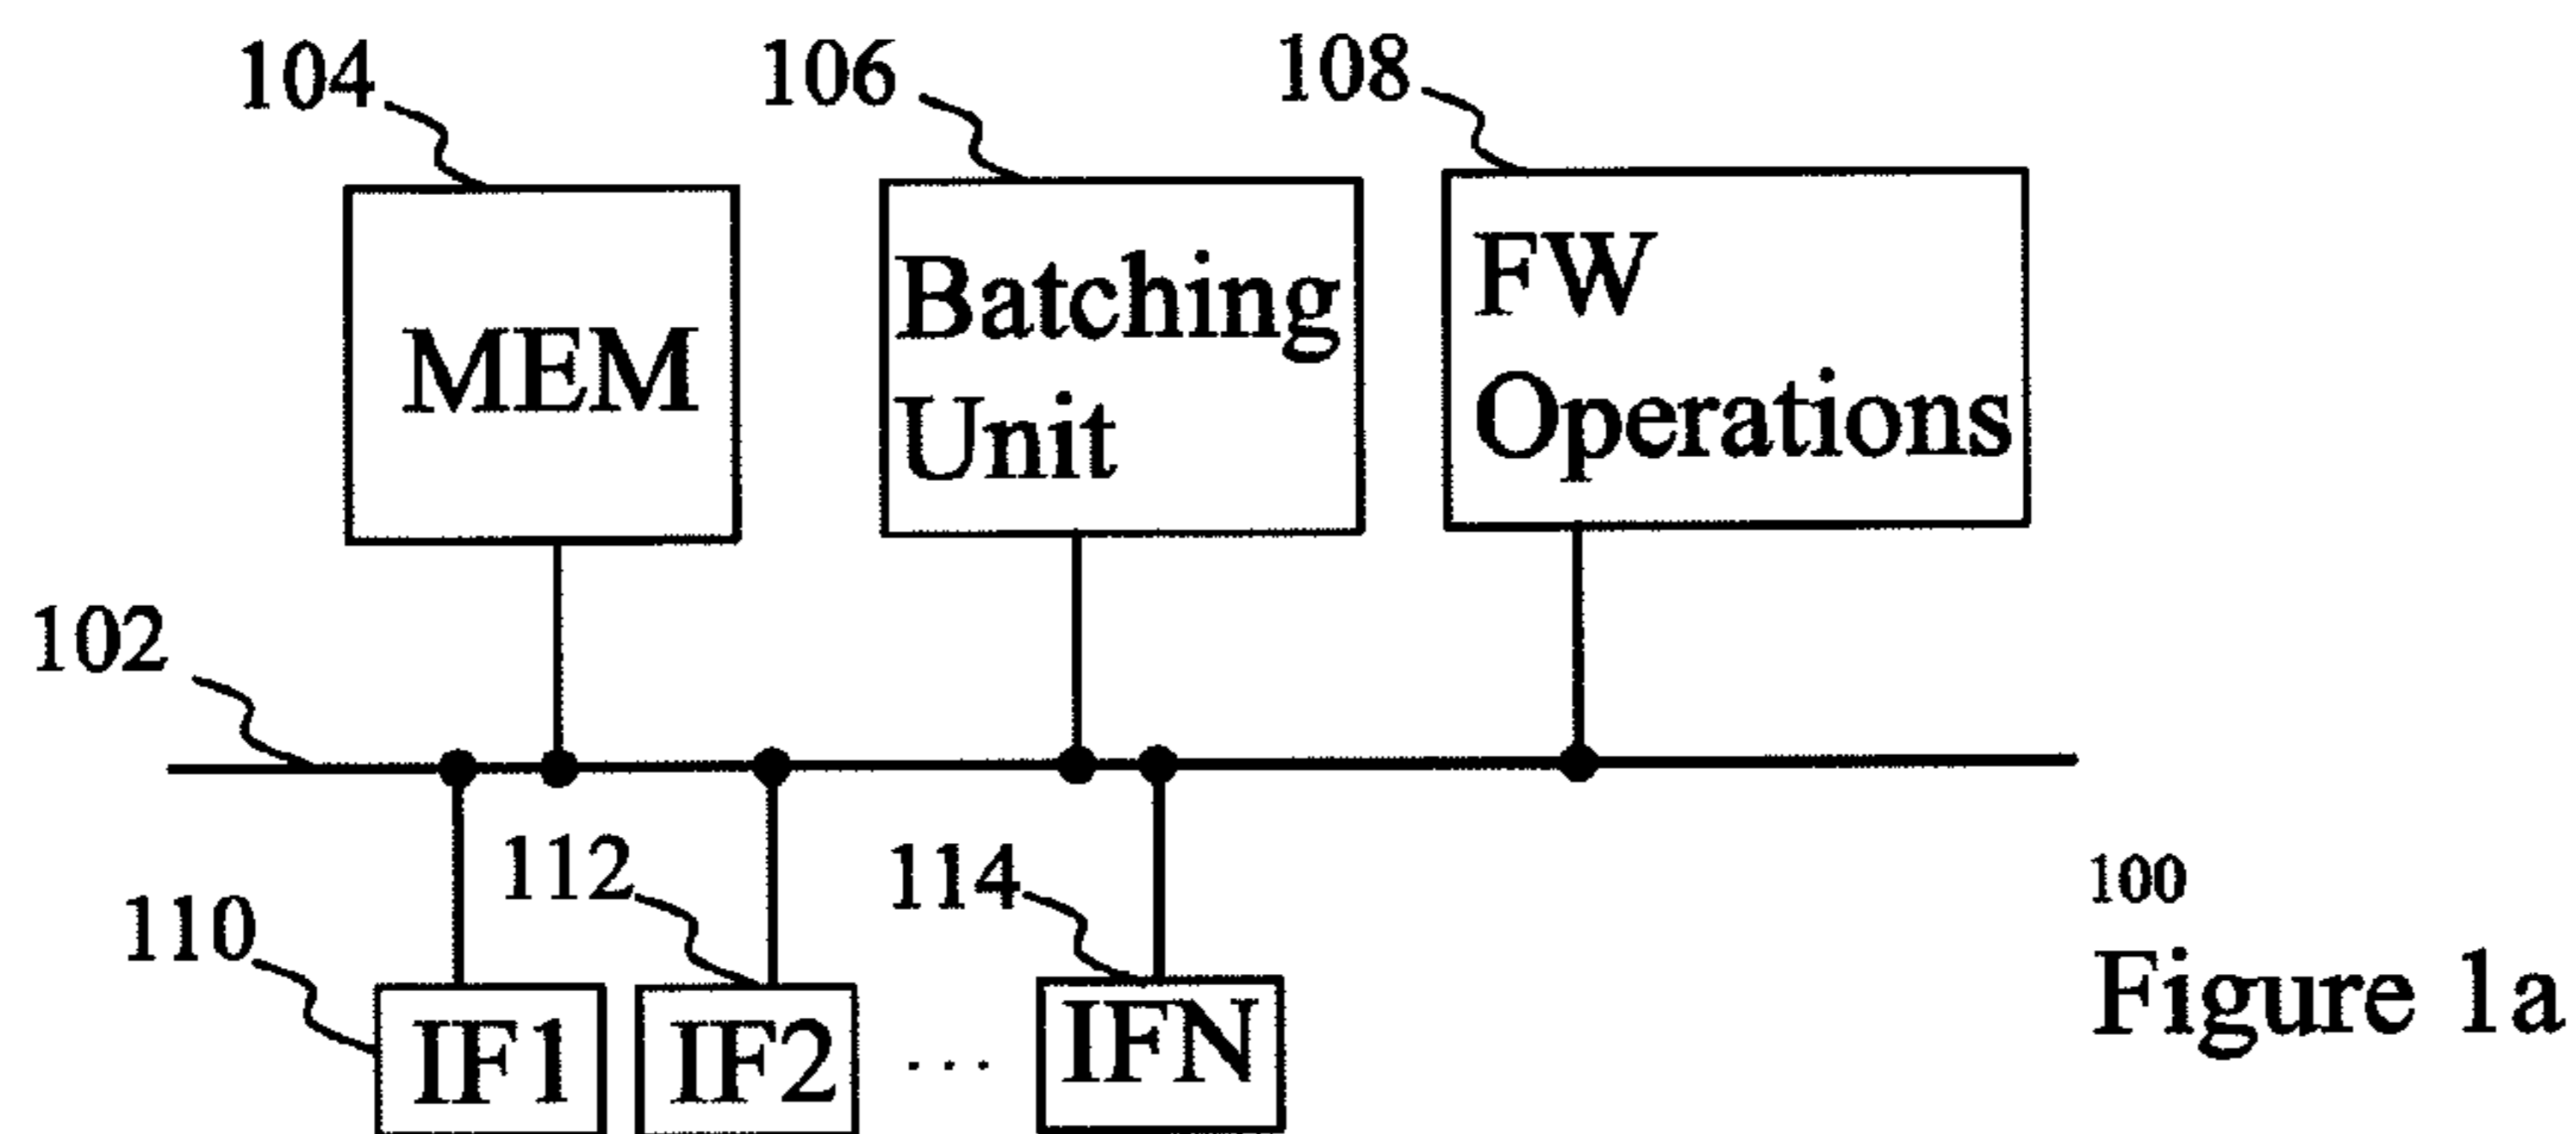 104 106 108
MEM
Batching
Unit
FW
Operations
102
110 112 114
IF1 IF2 ... IFN
100
Figure 1a